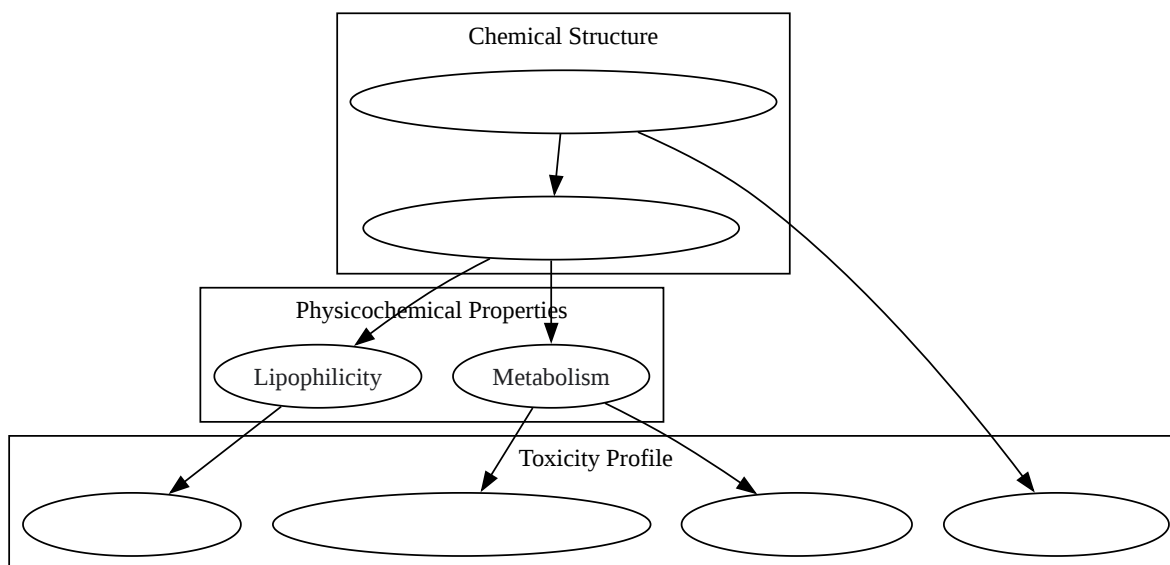 Chemical Structure
Physicochemical Properties
Lipophilicity
Metabolism
Toxicity Profile